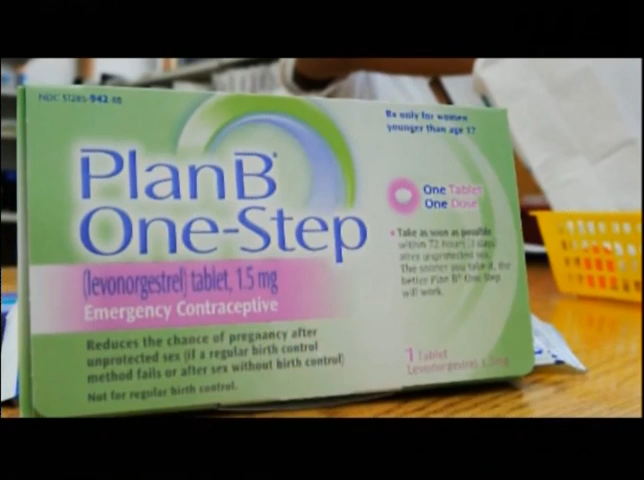 NDC 51285-942-88
Rx only for women
younger than age 17
Plan B®
One-Step
(levonorgestrel) tablet, 1.5 mg
Emergency Contraceptive
Reduces the chance of pregnancy after
unprotected sex (if a regular birth control
method fails or after sex without birth control)
Not for regular birth control.
One Tablet
One Dose
• Take as soon as possible
within 72 hours (3 days)
after unprotected sex.
The sooner you take it, the
better Plan B® One-Step
will work.
1 Tablet
Levonorgestrel 1.5mg